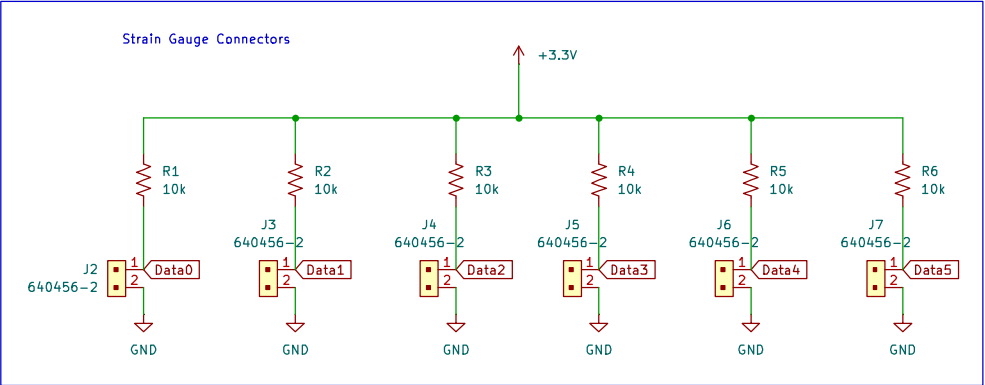 Strain Gauge Connectors
+3.3V
R1
10k
R2
10k
R3
10k
R4
10k
R5
10k
R6
10k
J2
640456-2
1
2
Data0
GND
J3
640456-2
1
2
Data1
GND
J4
640456-2
1
2
Data2
GND
J5
640456-2
1
2
Data3
GND
J6
640456-2
1
2
Data4
GND
J7
640456-2
1
2
Data5
GND